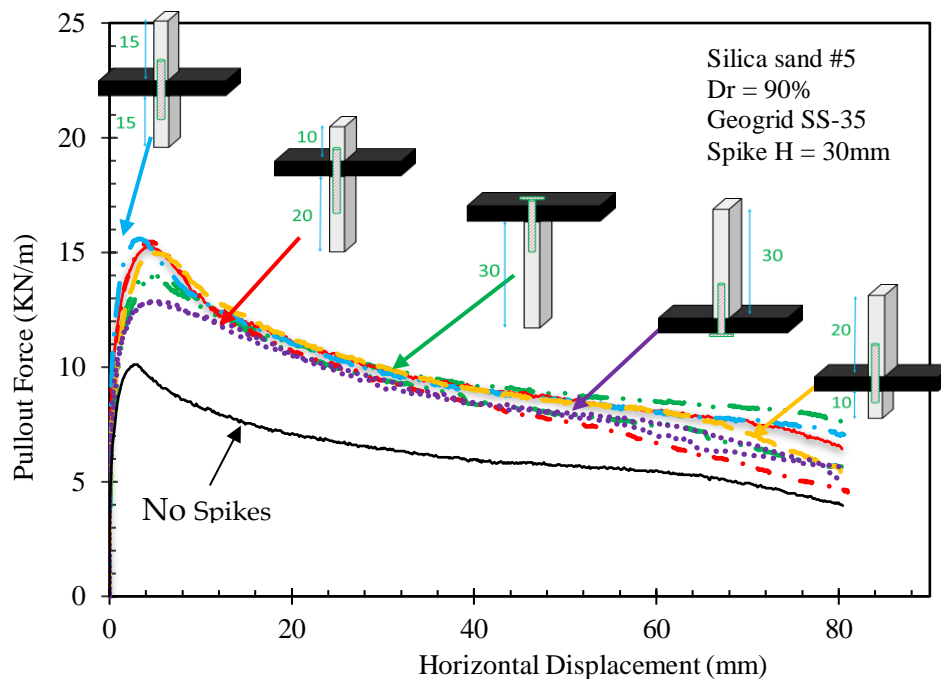 Pullout Force (KN/m)
25
20
15
10
5
0
15
15
10
20
30
30
20
10
Silica sand #5
Dr = 90%
Geogrid SS-35
Spike H = 30mm
No Spikes
0
20
40
60
80
Horizontal Displacement (mm)